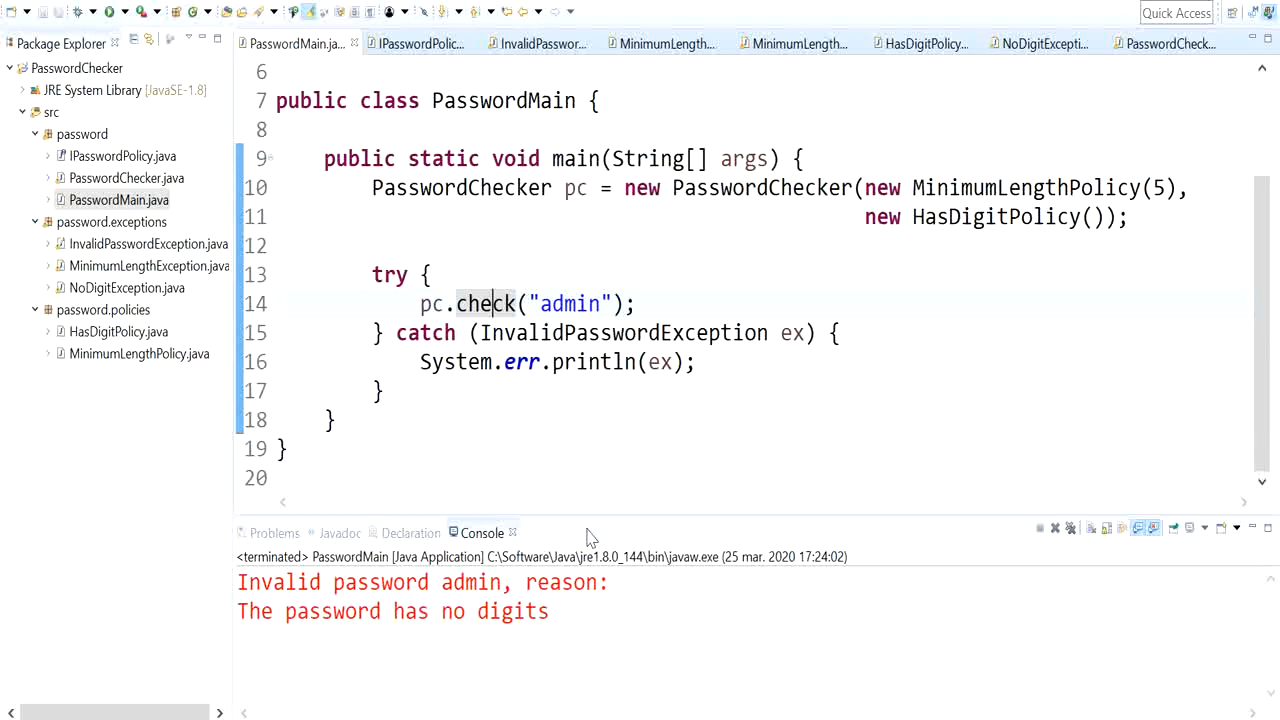 Quick Access
Package Explorer
PasswordChecker
JRE System Library [JavaSE-1.8]
src
password
IPasswordPolicy.java
PasswordChecker.java
PasswordMain.java
password.exceptions
InvalidPasswordException.java
MinimumLengthException.java
NoDigitException.java
password.policies
HasDigitPolicy.java
MinimumLengthPolicy.java
PasswordMain.ja... IPasswordPolic... InvalidPasswor... MinimumLength... MinimumLength... HasDigitPolicy... NoDigitExcepti... PasswordCheck...
6
7 public class PasswordMain {
8
9 public static void main(String[] args) {
10 PasswordChecker pc = new PasswordChecker(new MinimumLengthPolicy(5),
11 new HasDigitPolicy());
12
13 try {
14 pc.check("admin");
15 } catch (InvalidPasswordException ex) {
16 System.err.println(ex);
17 }
18 }
19 }
20
Problems Javadoc Declaration Console
<terminated> PasswordMain [Java Application] C:\Software\Java\jre1.8.0_144\bin\javaw.exe (25 mar. 2020 17:24:02)
Invalid password admin, reason:
The password has no digits